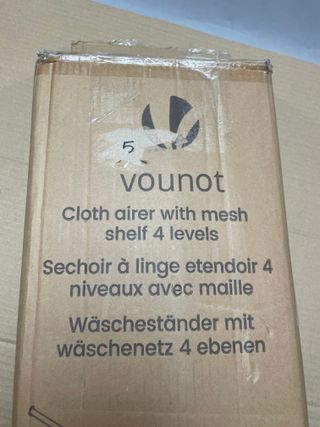 5
vounot
Cloth airer with mesh
shelf 4 levels
Sechoir à linge etendoir 4
niveaux avec maille
Wäscheständer mit
wäschenetz 4 ebenen